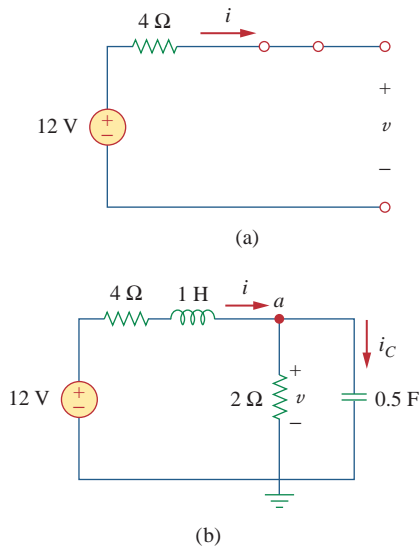 4 Ω
i
12 V
+
−
+
v
−
(a)
4 Ω
1 H
i
a
i_C
12 V
+
−
2 Ω
+
v
−
0.5 F
(b)